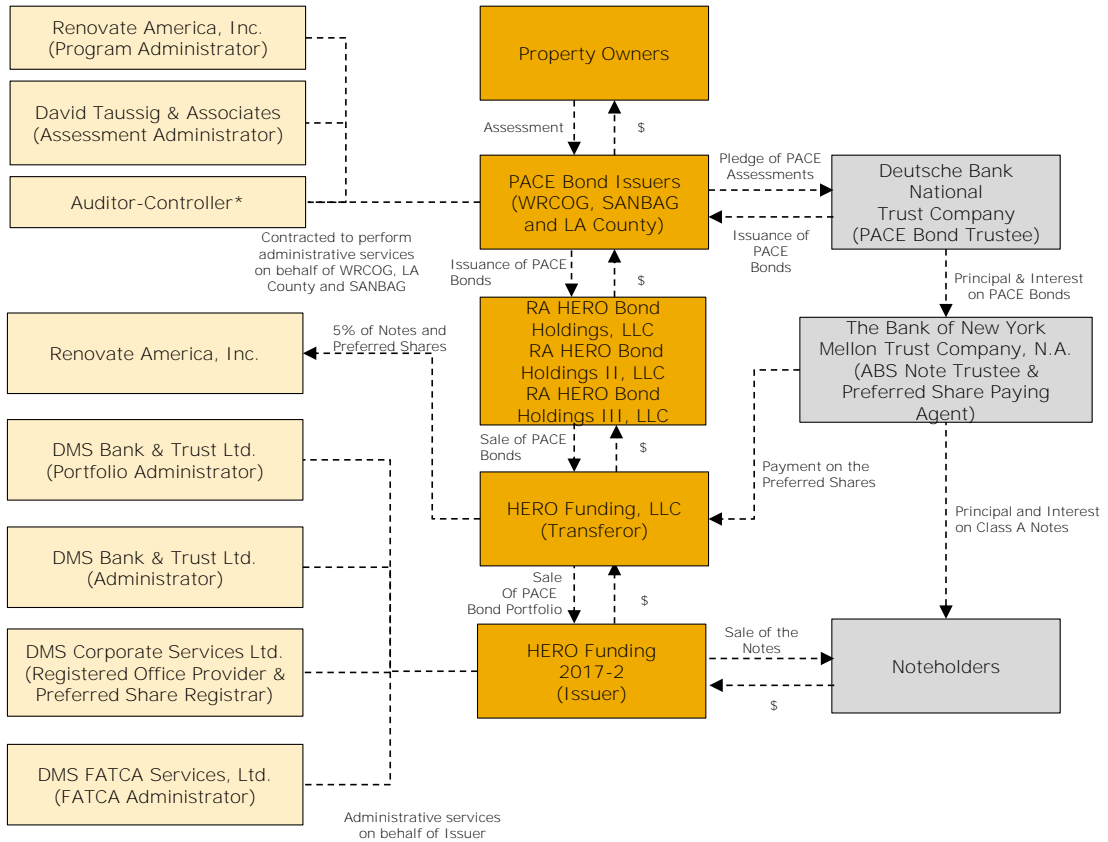 Renovate America, Inc.
(Program Administrator)
David Taussig & Associates
(Assessment Administrator)
Auditor-Controller*
Contracted to perform
administrative services
on behalf of WRCOG, LA
County and SANBAG
Property Owners
Assessment
$
PACE Bond Issuers
(WRCOG, SANBAG
and LA County)
Pledge of PACE
Assessments
Issuance of
PACE
Bonds
Deutsche Bank
National
Trust Company
(PACE Bond Trustee)
Issuance of PACE
Bonds
$
Principal & Interest
on PACE Bonds
RA HERO Bond
Holdings, LLC
RA HERO Bond
Holdings II, LLC
RA HERO Bond
Holdings III, LLC
The Bank of New York
Mellon Trust Company, N.A.
(ABS Note Trustee &
Preferred Share Paying
Agent)
5% of Notes and
Preferred Shares
Renovate America, Inc.
Sale of PACE
Bonds
$
Payment on the
Preferred Shares
DMS Bank & Trust Ltd.
(Portfolio Administrator)
HERO Funding, LLC
(Transferor)
Principal and Interest
on Class A Notes
DMS Bank & Trust Ltd.
(Administrator)
Sale
Of PACE
Bond Portfolio
$
DMS Corporate Services Ltd.
(Registered Office Provider &
Preferred Share Registrar)
HERO Funding
2017-2
(Issuer)
Sale of the
Notes
$
Noteholders
DMS FATCA Services, Ltd.
(FATCA Administrator)
Administrative services
on behalf of Issuer